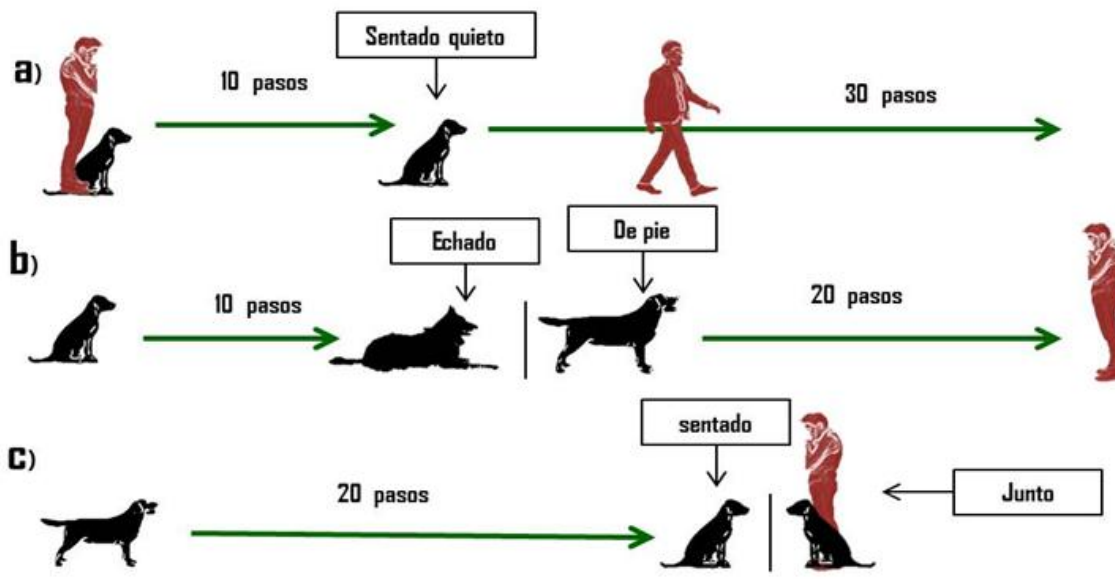 Sentado quieto
a)
10 pasos
30 pasos
Echado
De pie
b)
10 pasos
20 pasos
sentado
c)
20 pasos
Junto